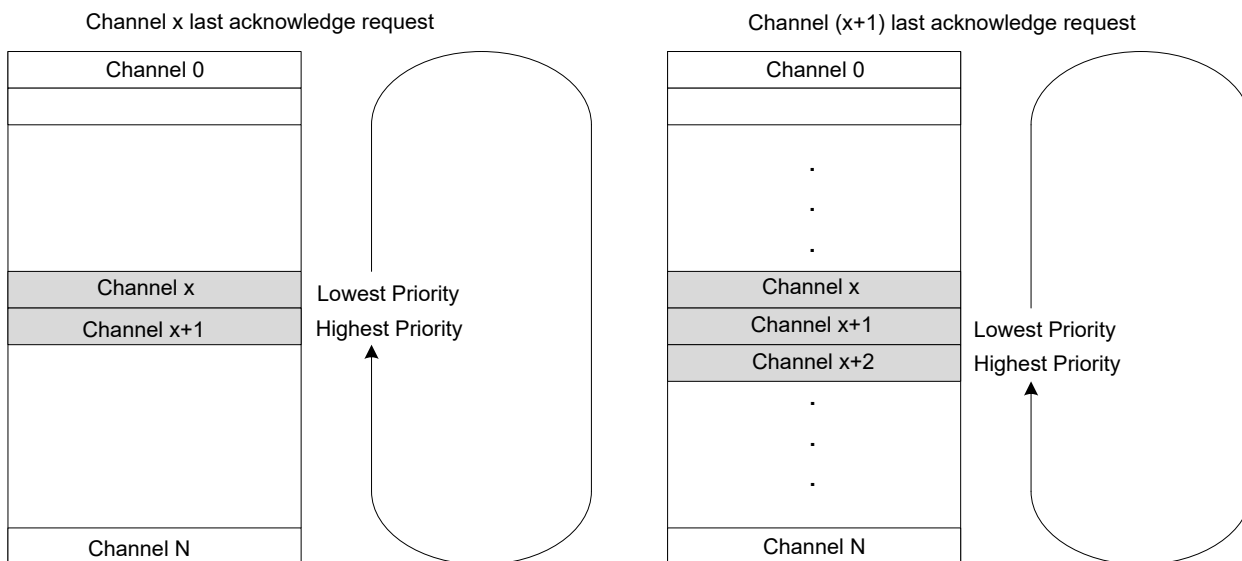 Channel x last acknowledge request
Channel 0
Channel x
Lowest Priority
Channel x+1
Highest Priority
Channel N
Channel (x+1) last acknowledge request
Channel 0
.
.
.
Channel x
Channel x+1
Lowest Priority
Channel x+2
Highest Priority
.
.
.
Channel N